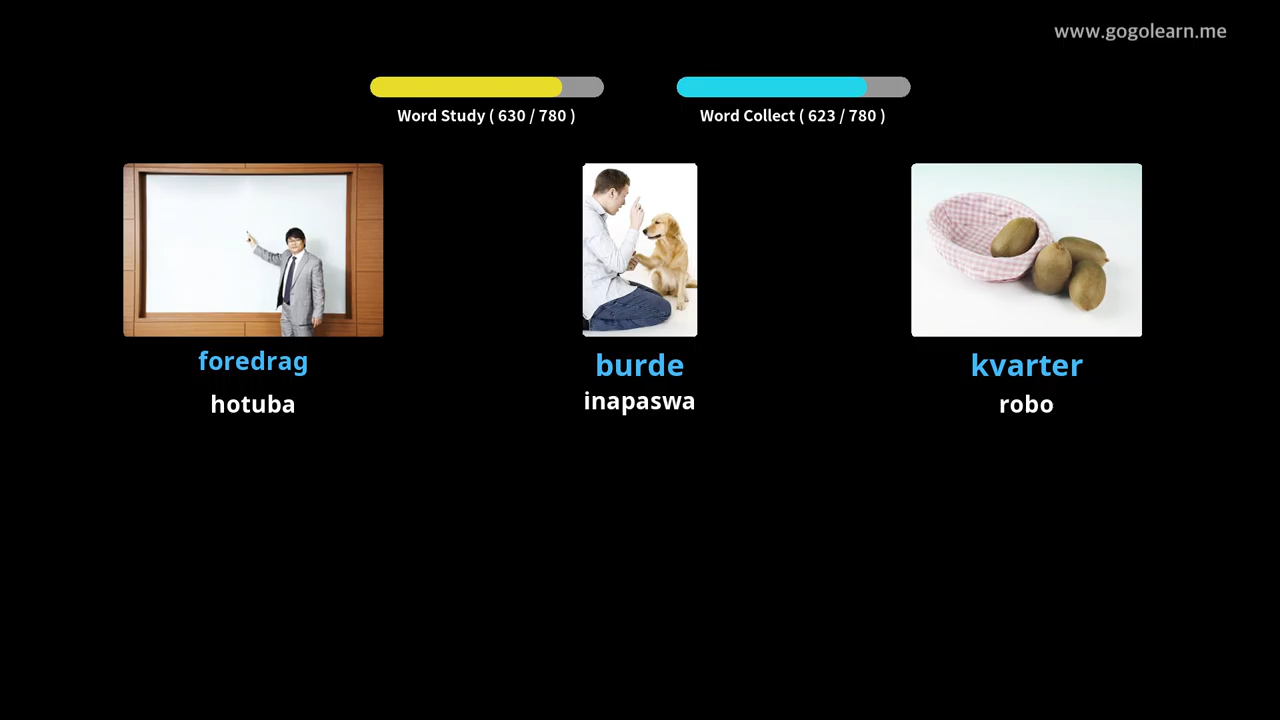 www.gogolearn.me
Word Study ( 630 / 780 )
Word Collect ( 623 / 780 )
foredrag
hotuba
burde
inapaswa
kvarter
robo